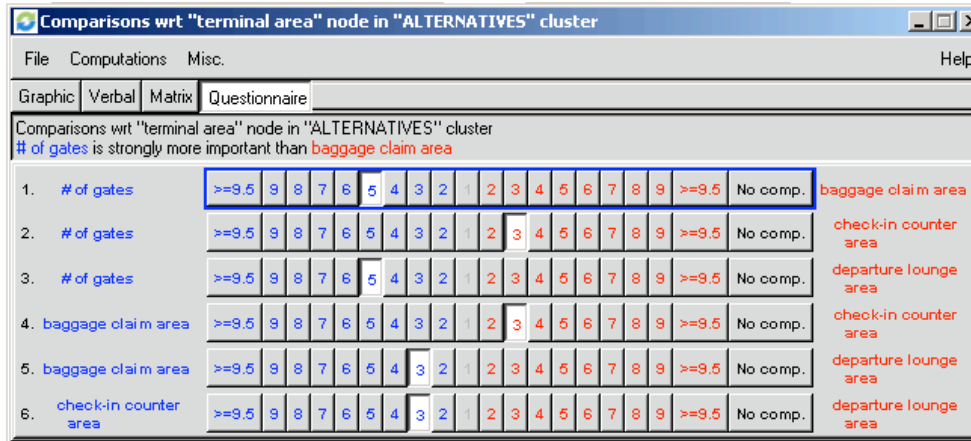 Comparisons wrt "terminal area" node in "ALTERNATIVES" cluster
File Computations Misc. Help
Graphic Verbal Matrix Questionnaire
Comparisons wrt "terminal area" node in "ALTERNATIVES" cluster
# of gates is strongly more important than baggage claim area
1. # of gates >=9.5 9 8 7 6 5 4 3 2 1 2 3 4 5 6 7 8 9 >=9.5 No comp. baggage claim area
2. # of gates >=9.5 9 8 7 6 5 4 3 2 1 2 3 4 5 6 7 8 9 >=9.5 No comp. check-in counter
area
3. # of gates >=9.5 9 8 7 6 5 4 3 2 1 2 3 4 5 6 7 8 9 >=9.5 No comp. departure lounge
area
4. baggage claim area >=9.5 9 8 7 6 5 4 3 2 1 2 3 4 5 6 7 8 9 >=9.5 No comp. check-in counter
area
5. baggage claim area >=9.5 9 8 7 6 5 4 3 2 1 2 3 4 5 6 7 8 9 >=9.5 No comp. departure lounge
area
6. check-in counter >=9.5 9 8 7 6 5 4 3 2 1 2 3 4 5 6 7 8 9 >=9.5 No comp. departure lounge
area area